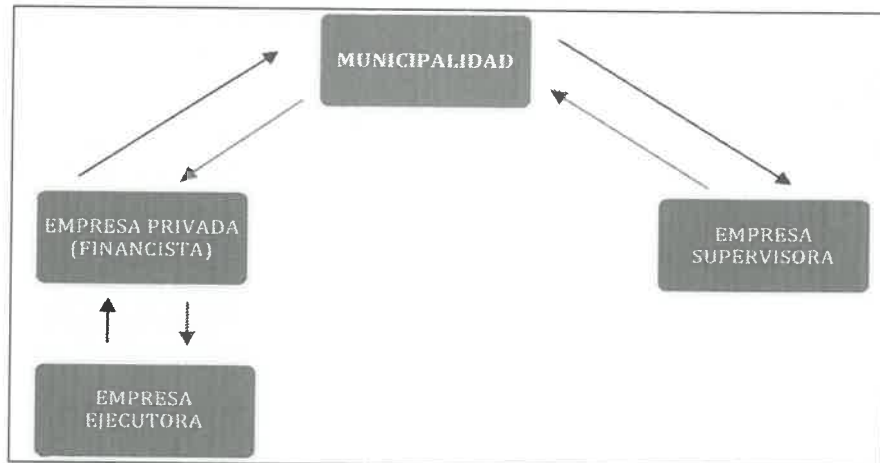 MUNICIPALIDAD
EMPRESA PRIVADA
(FINANCISTA)
EMPRESA
SUPERVISORA
EMPRESA
EJECUTORA